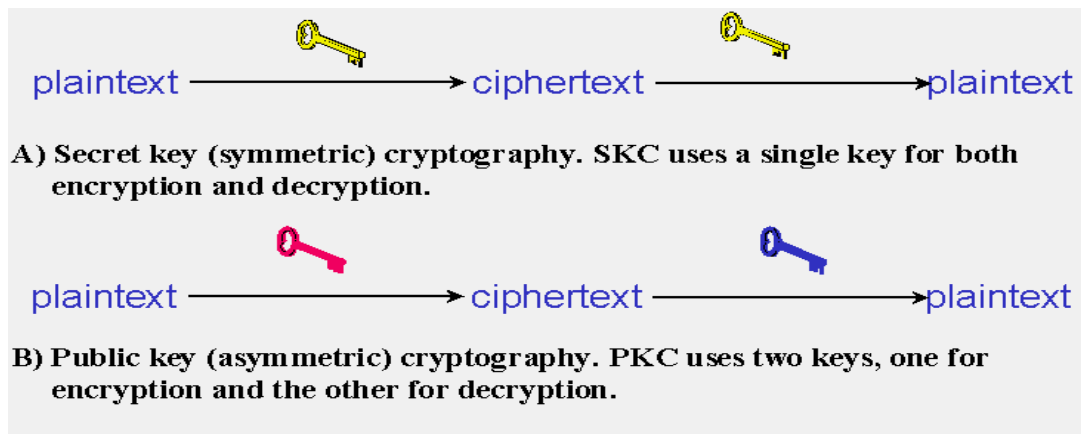 plaintext ciphertext plaintext
A) Secret key (symmetric) cryptography. SKC uses a single key for both
encryption and decryption.
plaintext ciphertext plaintext
B) Public key (asymmetric) cryptography. PKC uses two keys, one for
encryption and the other for decryption.